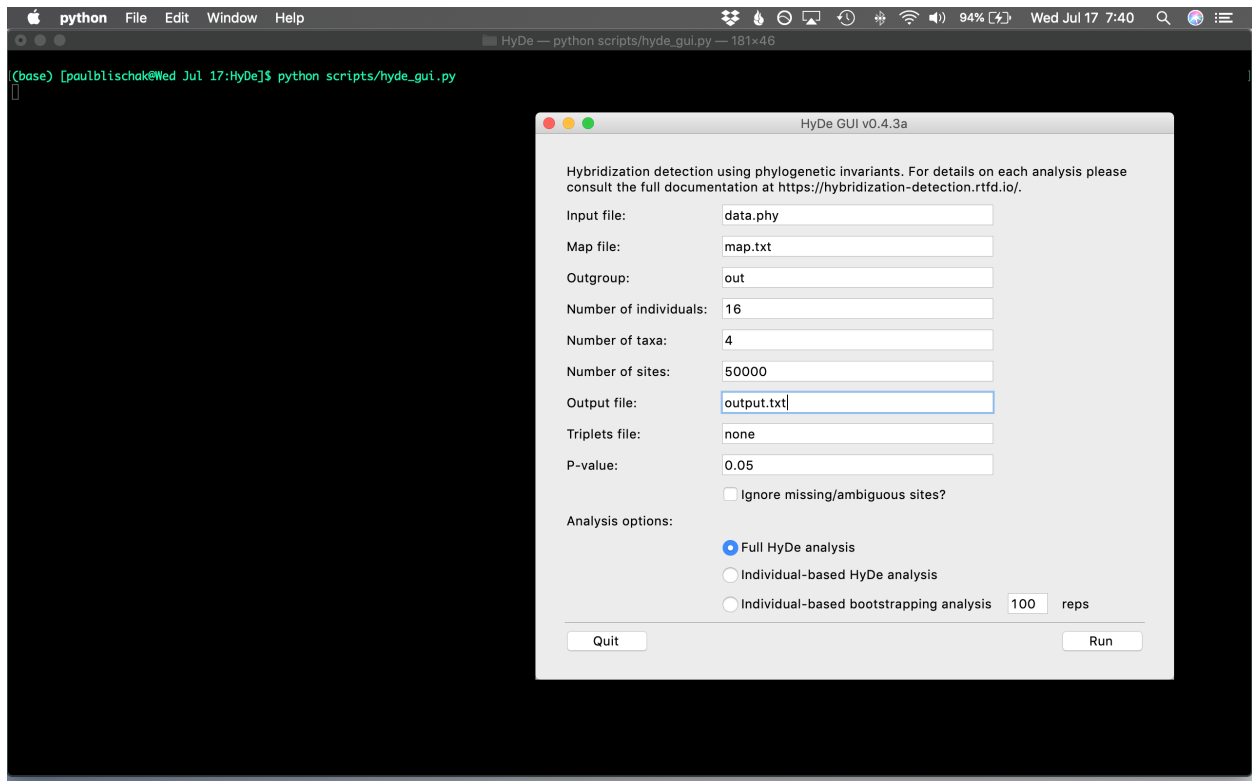 python File Edit Window Help 94% Wed Jul 17 7:40
HyDe — python scripts/hyde_gui.py — 181×46
(base) [paulblischak@Wed Jul 17:HyDe]$ python scripts/hyde_gui.py
HyDe GUI v0.4.3a
Hybridization detection using phylogenetic invariants. For details on each analysis please
consult the full documentation at https://hybridization-detection.rtfd.io/.
Input file: data.phy
Map file: map.txt
Outgroup: out
Number of individuals: 16
Number of taxa: 4
Number of sites: 50000
Output file: output.txt
Triplets file: none
P-value: 0.05
Ignore missing/ambiguous sites?
Analysis options:
Full HyDe analysis
Individual-based HyDe analysis
Individual-based bootstrapping analysis 100 reps
Quit Run